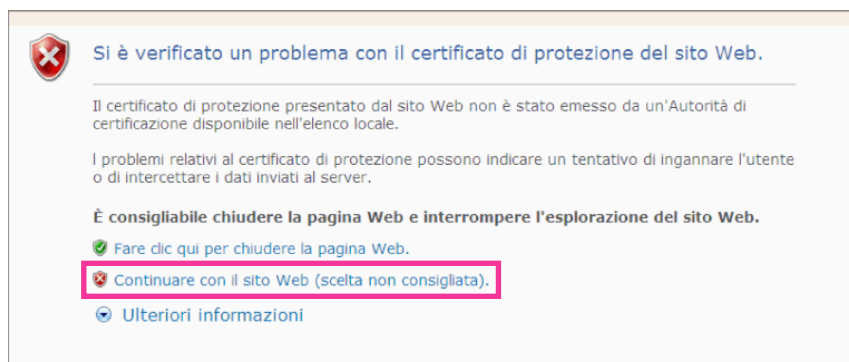 Si è verificato un problema con il certificato di protezione del sito Web.
Il certificato di protezione presentato dal sito Web non è stato emesso da un'Autorità di
certificazione disponibile nell'elenco locale.
I problemi relativi al certificato di protezione possono indicare un tentativo di ingannare l'utente
o di intercettare i dati inviati al server.
È consigliabile chiudere la pagina Web e interrompere l'esplorazione del sito Web.
Fare clic qui per chiudere la pagina Web.
Continuare con il sito Web (scelta non consigliata).
Ulteriori informazioni